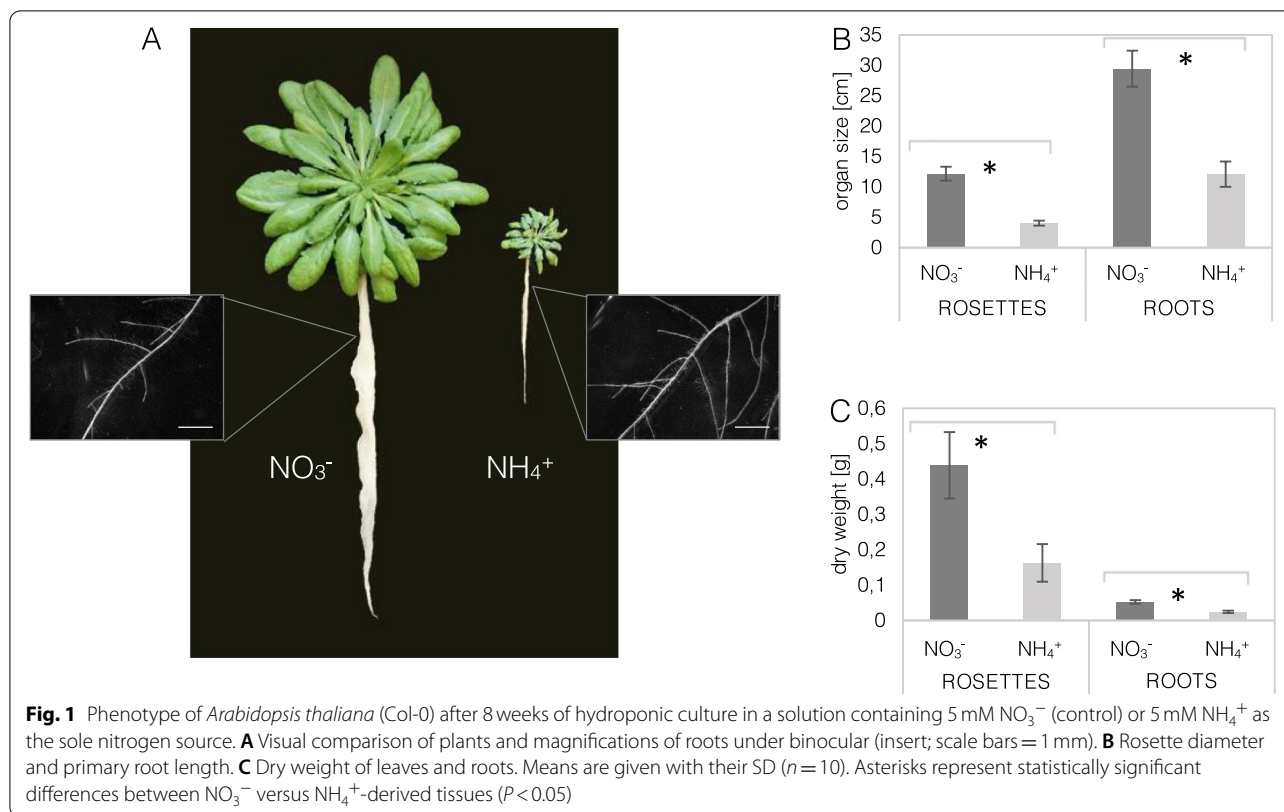 A
NO₃⁻
NH₄⁺
B
organ size [cm]
35
30
25
20
15
10
5
0
*
*
NO₃⁻ NH₄⁺ NO₃⁻ NH₄⁺
ROSETTES ROOTS
C
dry weight [g]
0,6
0,5
0,4
0,3
0,2
0,1
0
*
*
NO₃⁻ NH₄⁺ NO₃⁻ NH₄⁺
ROSETTES ROOTS
Fig. 1 Phenotype of Arabidopsis thaliana (Col-0) after 8 weeks of hydroponic culture in a solution containing 5 mM NO₃⁻ (control) or 5 mM NH₄⁺ as
the sole nitrogen source. A Visual comparison of plants and magnifications of roots under binocular (insert; scale bars = 1 mm). B Rosette diameter
and primary root length. C Dry weight of leaves and roots. Means are given with their SD (n = 10). Asterisks represent statistically significant
differences between NO₃⁻ versus NH₄⁺-derived tissues (P < 0.05)